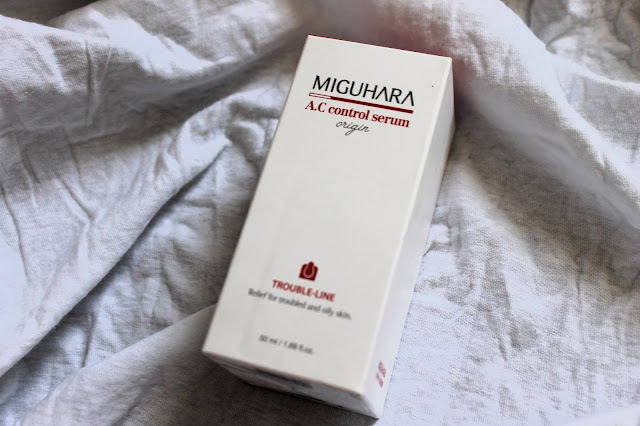 MIGUHARA
A.C control serum
origin
TROUBLE-LINE
Relief for troubled and oily skin.
50 ml / 1.69 fl oz.